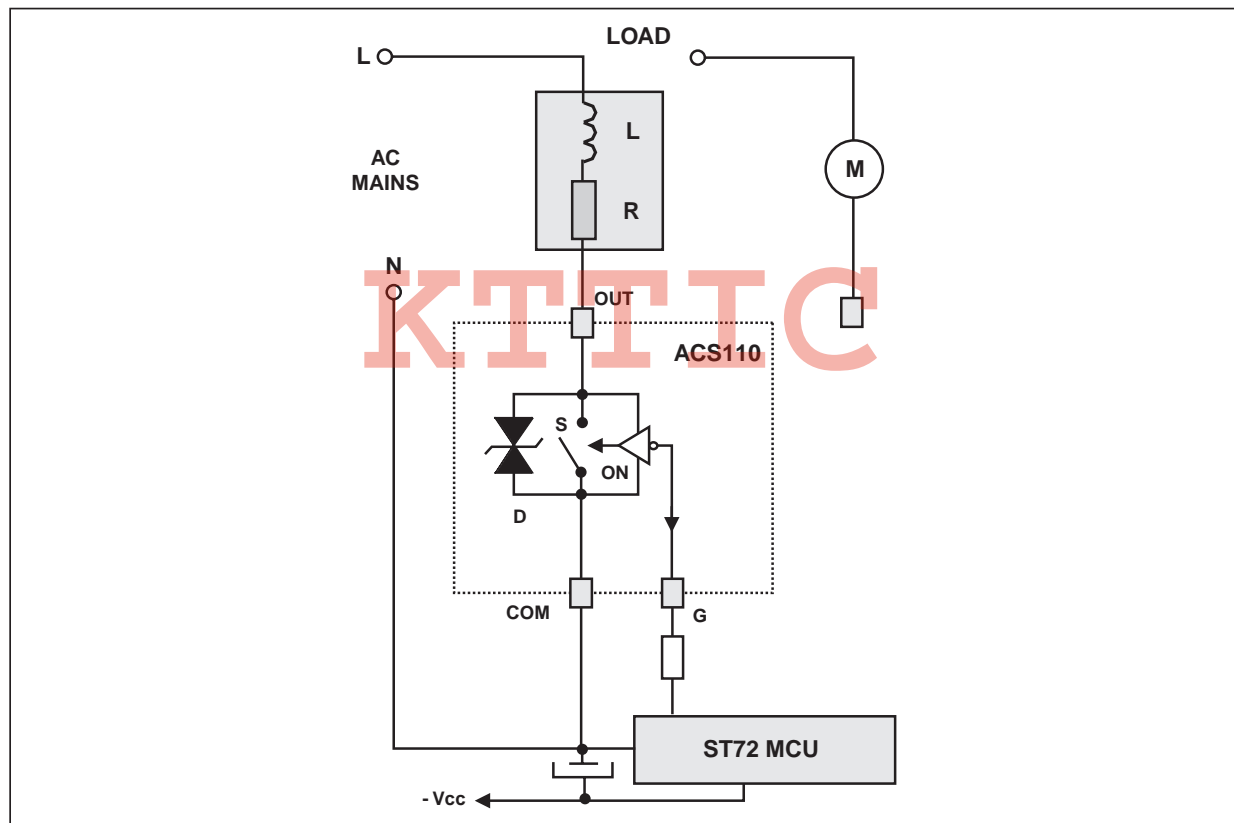 LOAD
L
L
AC
MAINS
M
R
N
KTTIC
OUT
ACS110
S
ON
D
COM
G
ST72 MCU
- Vcc